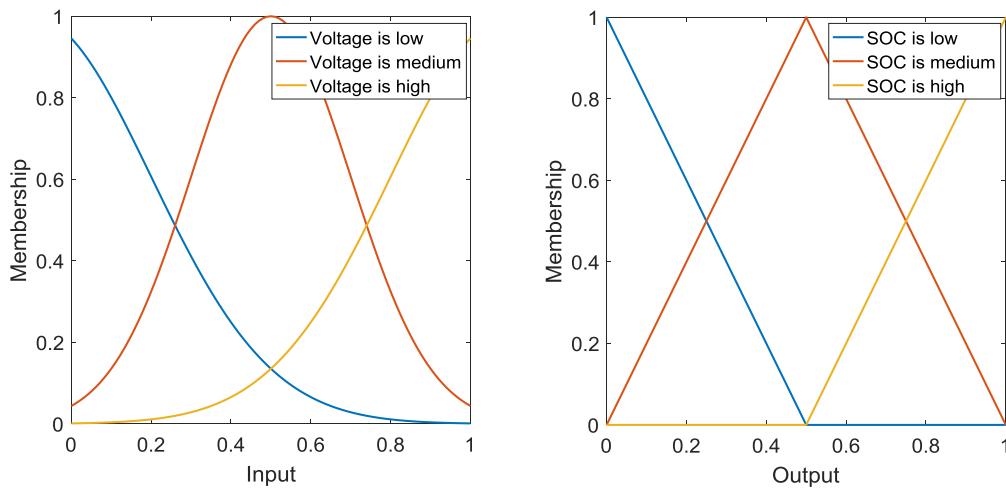 1
0.8
0.6
0.4
0.2
0
0
0.2
0.4
0.6
0.8
1
Membership
Input
Voltage is low
Voltage is medium
Voltage is high
1
0.8
0.6
0.4
0.2
0
0
0.2
0.4
0.6
0.8
1
Membership
Output
SOC is low
SOC is medium
SOC is high